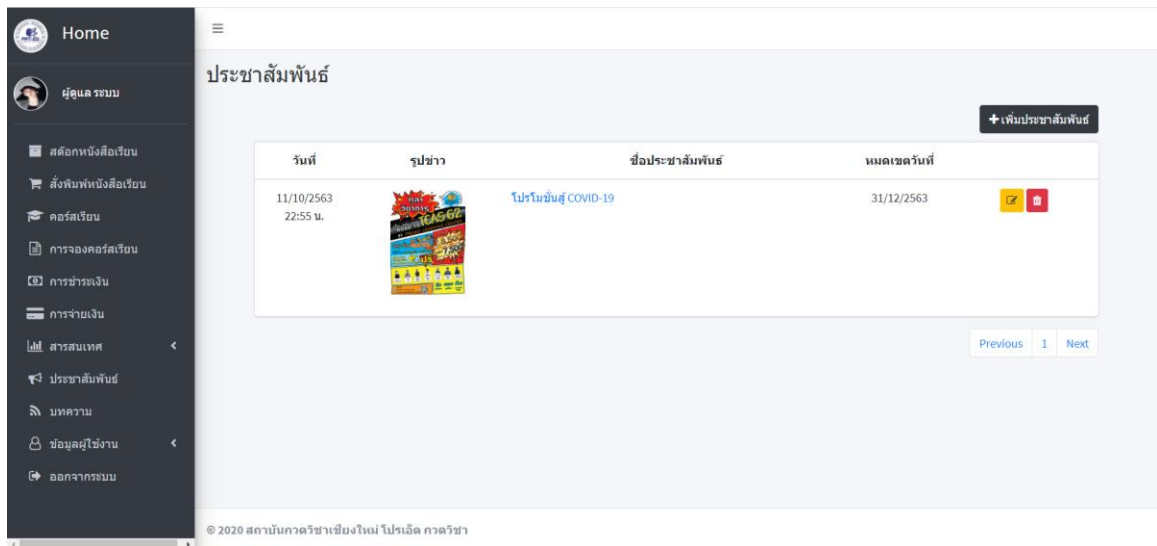 Home
ผู้ดูแล ระบบ
สต๊อกหนังสือเรียน
สั่งพิมพ์หนังสือเรียน
คอร์สเรียน
การจองคอร์สเรียน
การชำระเงิน
การจ่ายเงิน
สารสนเทศ
ประชาสัมพันธ์
บทความ
ข้อมูลผู้ใช้งาน
ออกจากระบบ
ประชาสัมพันธ์
เพิ่มประชาสัมพันธ์
วันที่ รูปข่าว ชื่อประชาสัมพันธ์ หมดเขตวันที่
11/10/2563 โปรโมชั่นสู้ COVID-19 31/12/2563
22:55 น.
TCAS 62
Previous 1 Next
© 2020 สถาบันกวดวิชาเชียงใหม่ โปรเอ็ด กวดวิชา